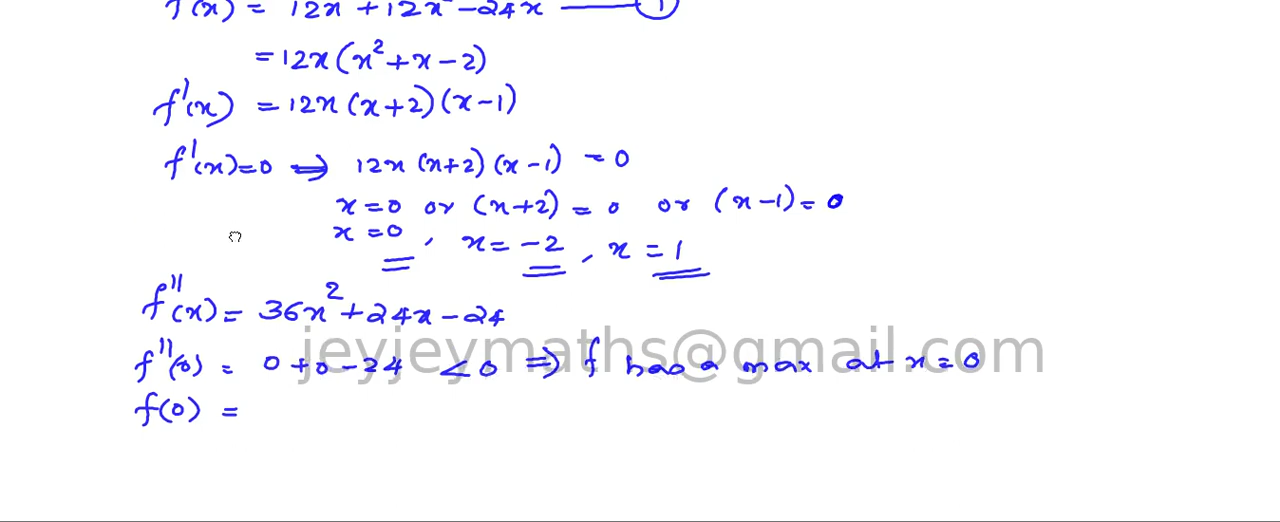 f'(x) = 12x³ + 12x² - 24x —— ①
= 12x(x² + x - 2)
f'(x) = 12x(x+2)(x-1)
f'(x)=0 ⟹ 12x(x+2)(x-1) = 0
x=0 or (x+2) = 0 or (x-1) = 0
x=0, x=-2, x=1
f''(x) = 36x² + 24x - 24
f''(0) = 0+0-24 <0 ⟹ f has a max at x=0
jeyjeymaths@gmail.com
f(0) =